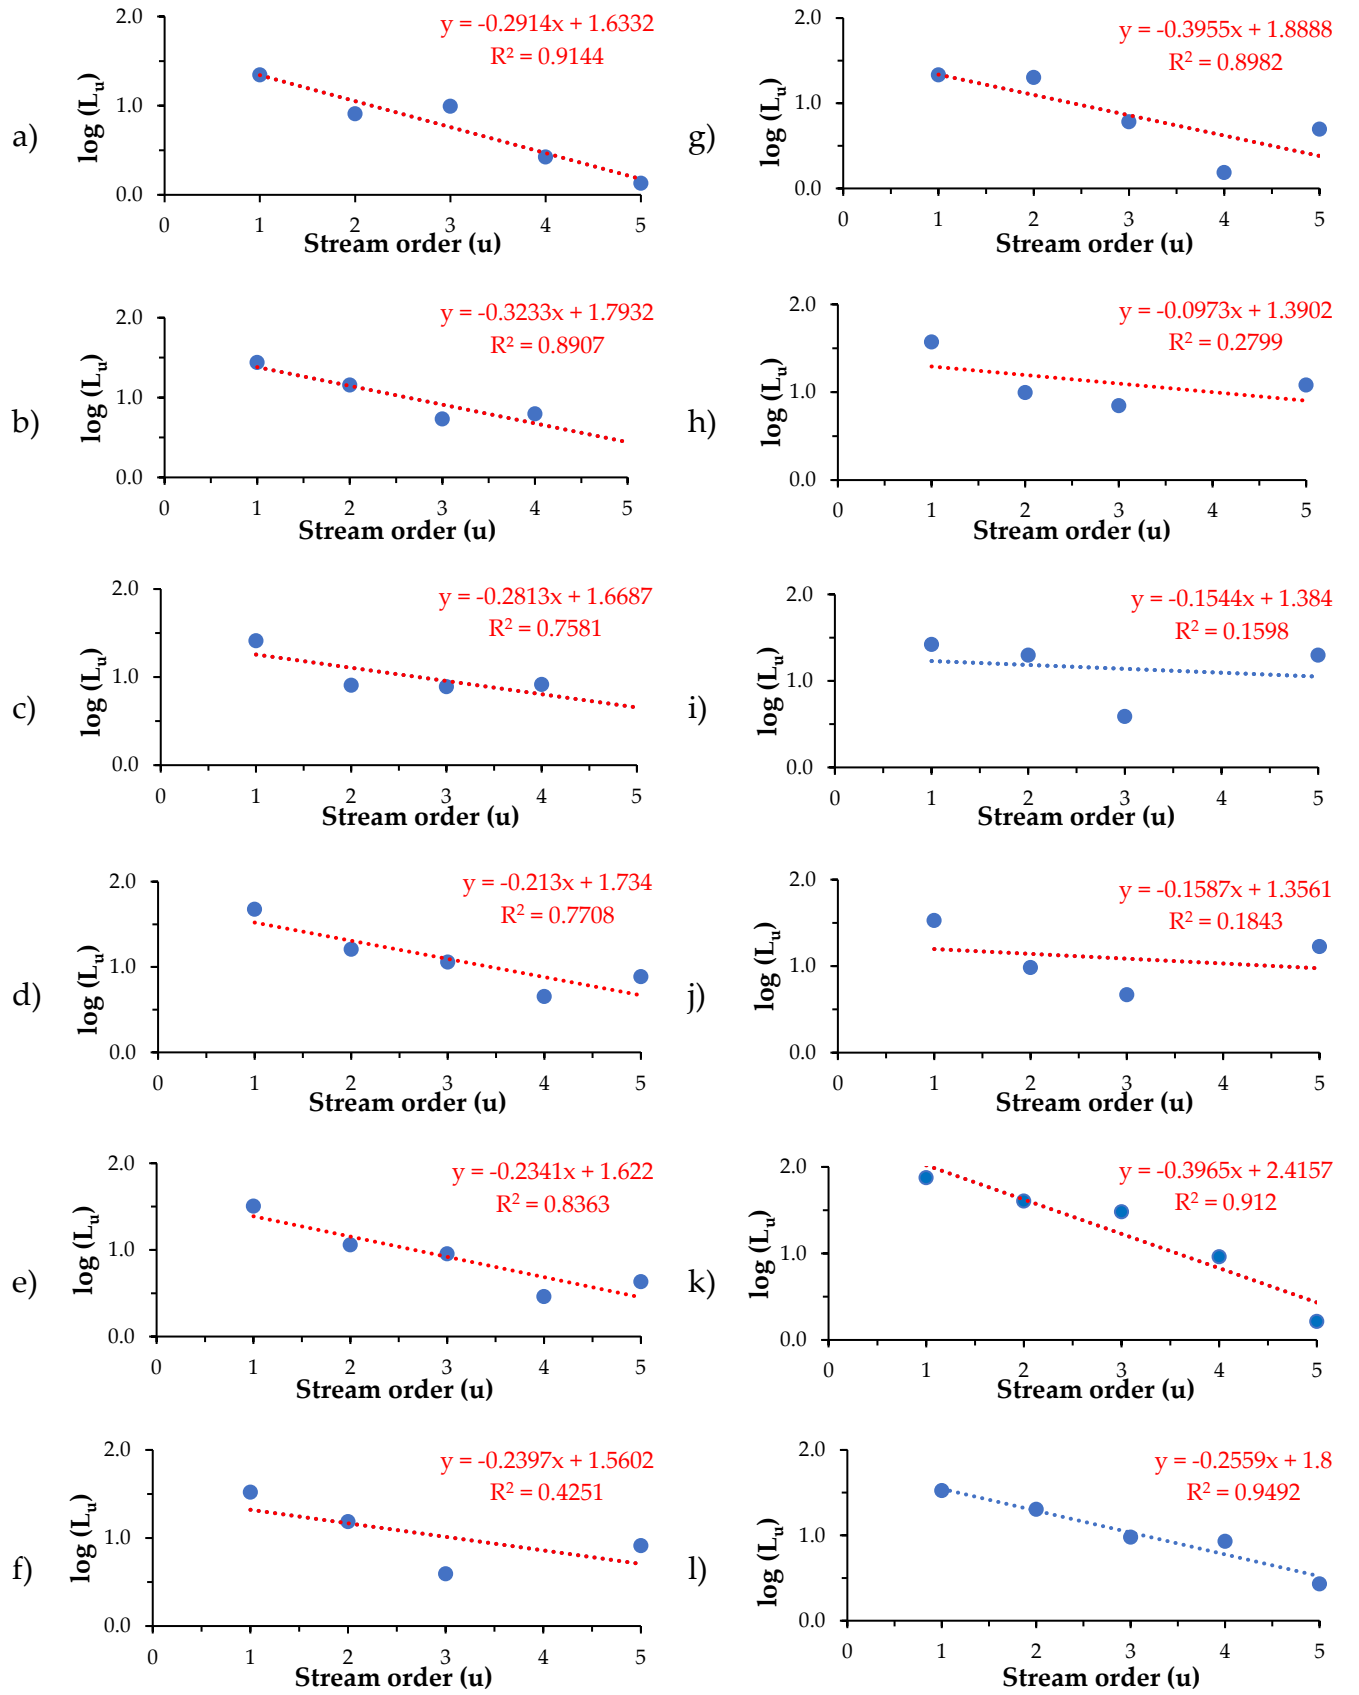 a)
log (Lᵤ)
2.0
1.0
0.0
y = -0.2914x + 1.6332
R² = 0.9144
0 1 2 3 4 5
Stream order (u)
g)
log (Lᵤ)
2.0
1.0
0.0
y = -0.3955x + 1.8888
R² = 0.8982
0 1 2 3 4 5
Stream order (u)
b)
log (Lᵤ)
2.0
1.0
0.0
y = -0.3233x + 1.7932
R² = 0.8907
0 1 2 3 4 5
Stream order (u)
h)
log (Lᵤ)
2.0
1.0
0.0
y = -0.0973x + 1.3902
R² = 0.2799
0 1 2 3 4 5
Stream order (u)
c)
log (Lᵤ)
2.0
1.0
0.0
y = -0.2813x + 1.6687
R² = 0.7581
0 1 2 3 4 5
Stream order (u)
i)
log (Lᵤ)
2.0
1.0
0.0
y = -0.1544x + 1.384
R² = 0.1598
0 1 2 3 4 5
Stream order (u)
d)
log (Lᵤ)
2.0
1.0
0.0
y = -0.213x + 1.734
R² = 0.7708
0 1 2 3 4 5
Stream order (u)
j)
log (Lᵤ)
2.0
1.0
0.0
y = -0.1587x + 1.3561
R² = 0.1843
0 1 2 3 4 5
Stream order (u)
e)
log (Lᵤ)
2.0
1.0
0.0
y = -0.2341x + 1.622
R² = 0.8363
0 1 2 3 4 5
Stream order (u)
k)
log (Lᵤ)
2.0
1.0
0.0
y = -0.3965x + 2.4157
R² = 0.912
0 1 2 3 4 5
Stream order (u)
f)
log (Lᵤ)
2.0
1.0
0.0
y = -0.2397x + 1.5602
R² = 0.4251
0 1 2 3 4 5
Stream order (u)
l)
log (Lᵤ)
2.0
1.0
0.0
y = -0.2559x + 1.8
R² = 0.9492
0 1 2 3 4 5
Stream order (u)